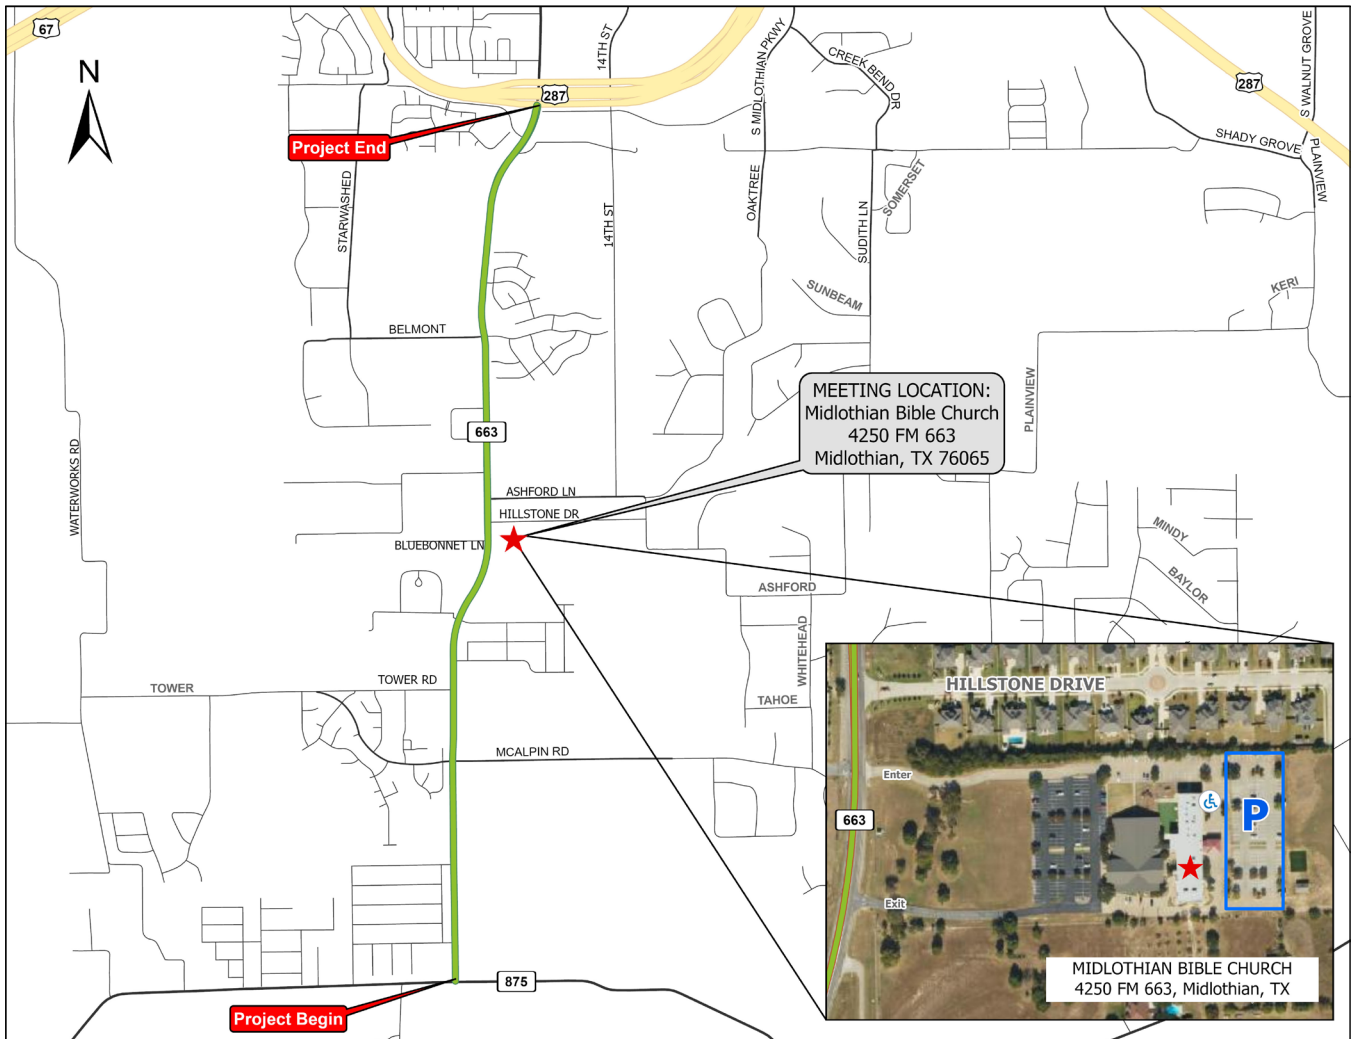 67
N
14TH ST
S MIDLOTHIAN PKWY
CREEK BEND DR
S WALNUT GROVE
287
287
Project End
SHADY GROVE
PLAINVIEW
STARWASHED
OAKTREE
SOMERSET
14TH ST
SUDITH LN
SUNBEAM
KERI
BELMONT
MEETING LOCATION:
Midlothian Bible Church
4250 FM 663
Midlothian, TX 76065
PLAINVIEW
663
WATERWORKS RD
ASHFORD LN
HILLSTONE DR
BLUEBONNET LN
MINDY
BAYLOR
ASHFORD
WHITEHEAD
TOWER
TOWER RD
TAHOE
HILLSTONE DRIVE
MCALPIN RD
Enter
663
P
Exit
MIDLOTHIAN BIBLE CHURCH
4250 FM 663, Midlothian, TX
875
Project Begin